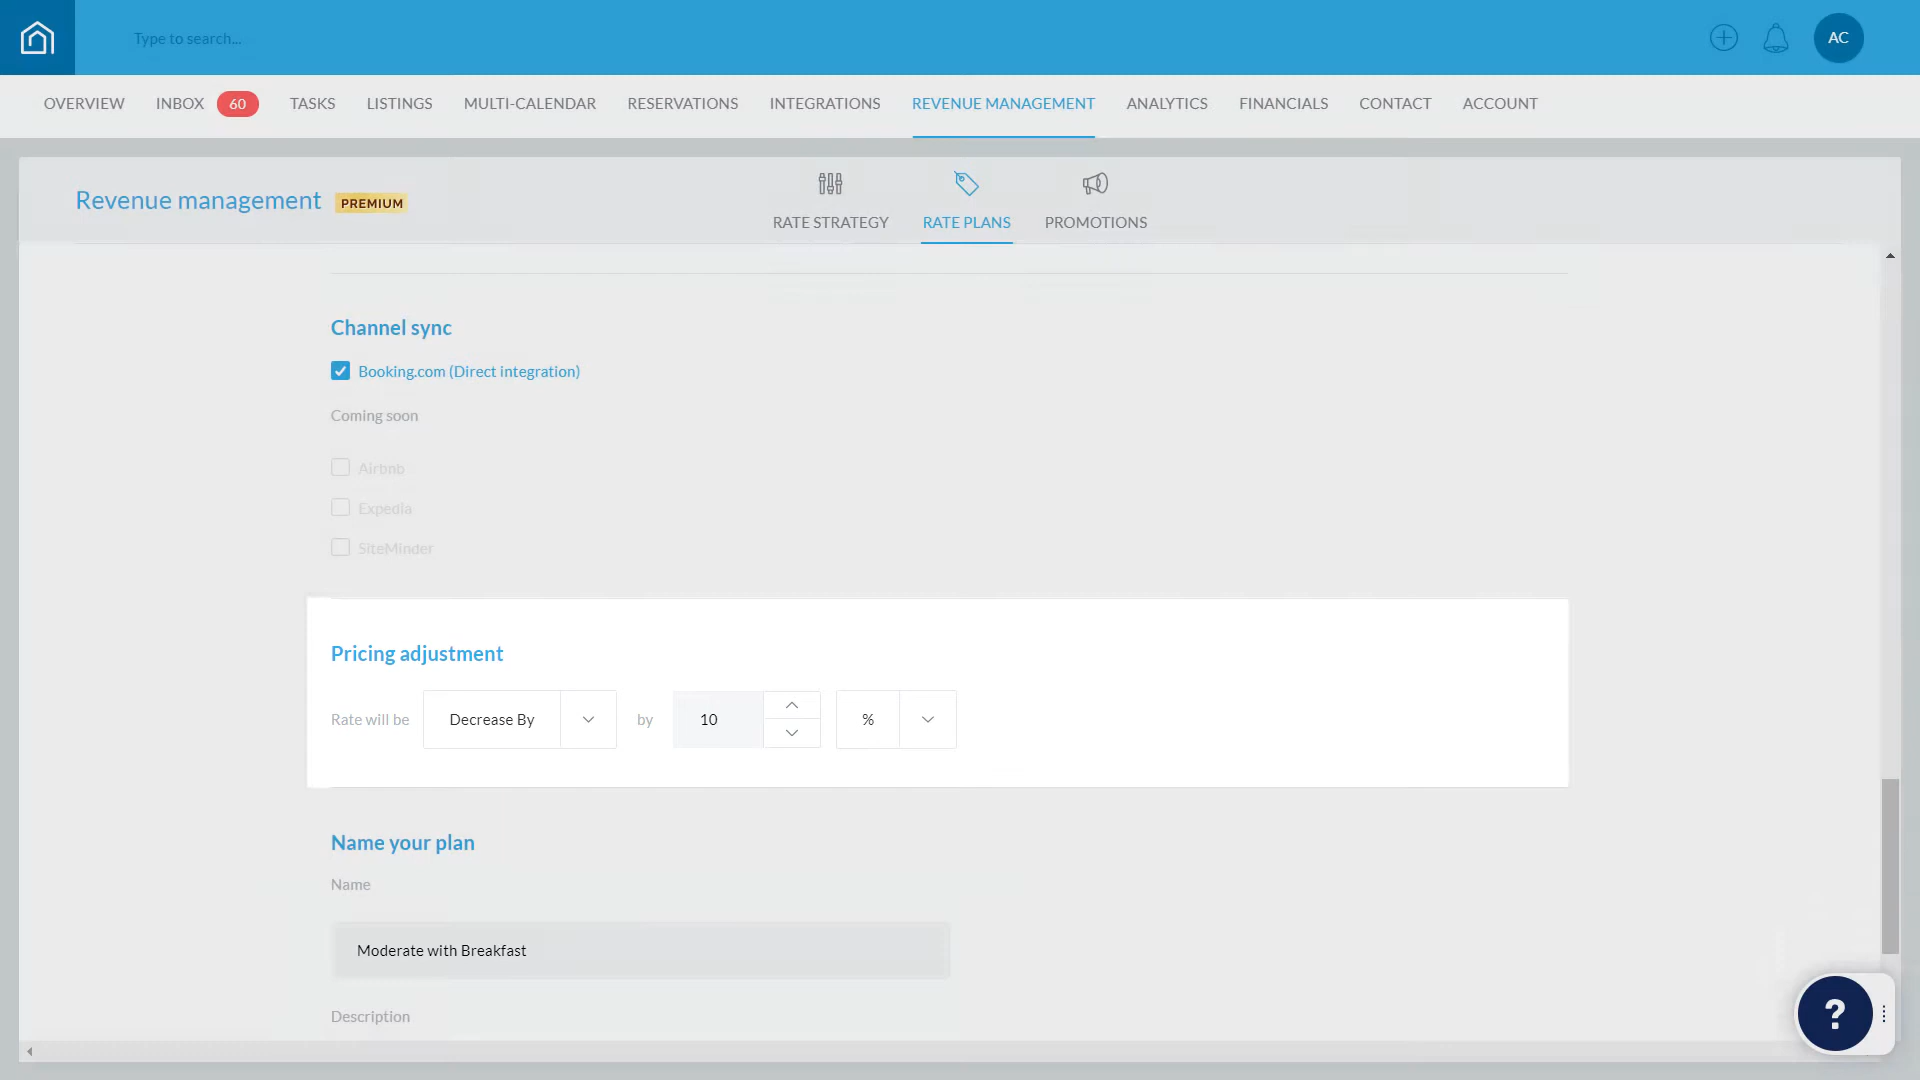 Type to search...
AC
OVERVIEW INBOX 60 TASKS LISTINGS MULTI-CALENDAR RESERVATIONS INTEGRATIONS REVENUE MANAGEMENT ANALYTICS FINANCIALS CONTACT ACCOUNT
Revenue management PREMIUM
RATE STRATEGY RATE PLANS PROMOTIONS
Channel sync
Booking.com (Direct integration)
Coming soon
Airbnb
Expedia
SiteMinder
Pricing adjustment
Rate will be Decrease By by 10 %
Name your plan
Name
Moderate with Breakfast
Description
?